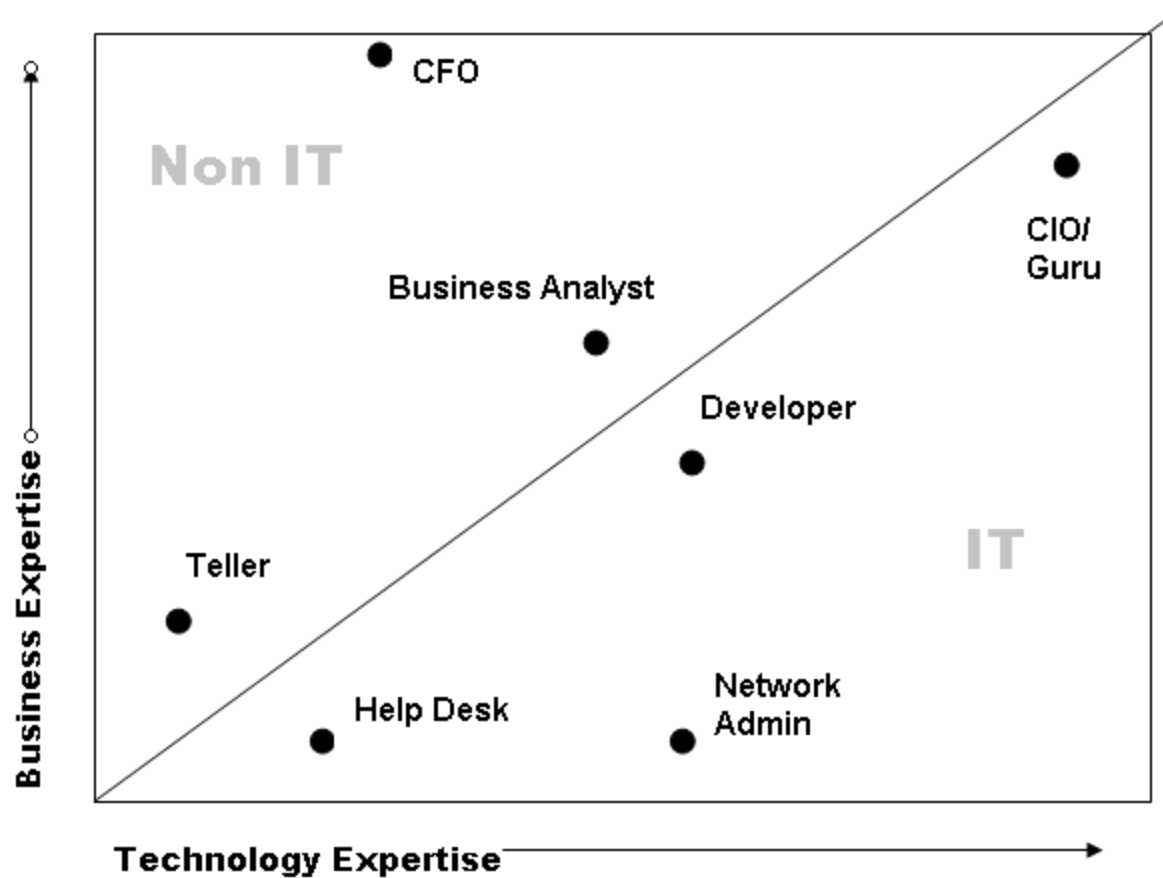 CFO
Non IT
CIO/
Guru
Business Analyst
Developer
IT
Teller
Help Desk
Network
Admin
Business Expertise
Technology Expertise